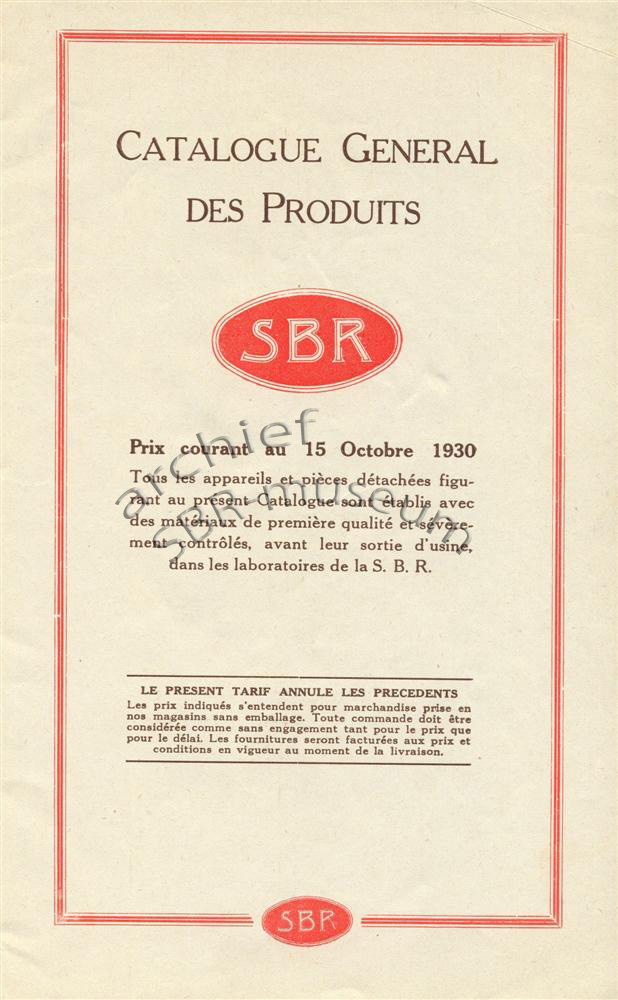 CATALOGUE GENERAL
DES PRODUITS
SBR
Prix courant au 15 Octobre 1930
Tous les appareils et pièces détachées figu-
rant au présent Catalogue sont établis avec
des matériaux de première qualité et sévère-
ment contrôlés, avant leur sortie d'usine,
dans les laboratoires de la S. B. R.
archief
SBR-museum
LE PRESENT TARIF ANNULE LES PRECEDENTS
Les prix indiqués s'entendent pour marchandise prise en
nos magasins sans emballage. Toute commande doit être
considérée comme sans engagement tant pour le prix que
pour le délai. Les fournitures seront facturées aux prix et
conditions en vigueur au moment de la livraison.
SBR